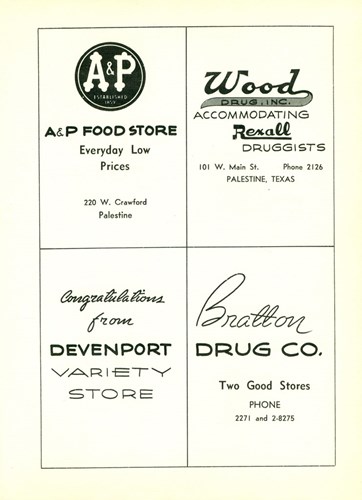 A&P
ESTABLISHED
1859
A&P FOOD STORE
Everyday Low
Prices
220 W. Crawford
Palestine
Wood
DRUG, INC.
ACCOMMODATING
Rexall
DRUGGISTS
101 W. Main St. Phone 2126
PALESTINE, TEXAS
Congratulations
from
DEVENPORT
VARIETY
STORE
Bratton
DRUG CO.
Two Good Stores
PHONE
2271 and 2-8275